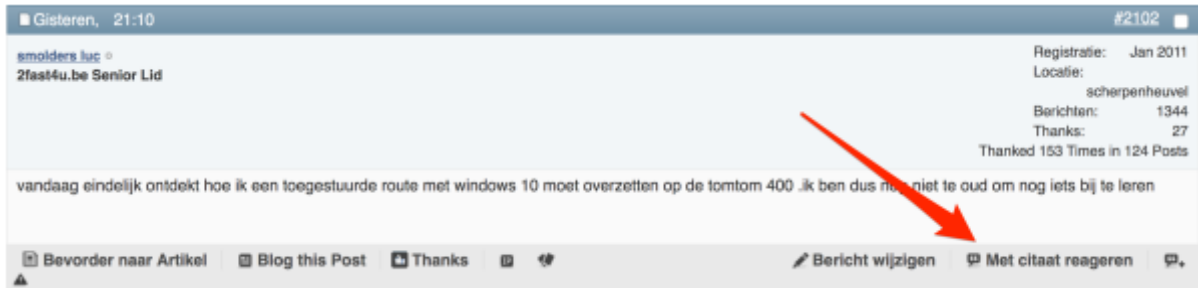 Gisteren, 21:10 #2102
smolders luc
2fast4u.be Senior Lid
Registratie: Jan 2011
Locatie:
scherpenheuvel
Berichten: 1344
Thanks: 27
Thanked 153 Times in 124 Posts
vandaag eindelijk ontdekt hoe ik een toegestuurde route met windows 10 moet overzetten op de tomtom 400 .ik ben dus nog niet te oud om nog iets bij te leren
Bevorder naar Artikel Blog this Post Thanks Bericht wijzigen Met citaat reageren